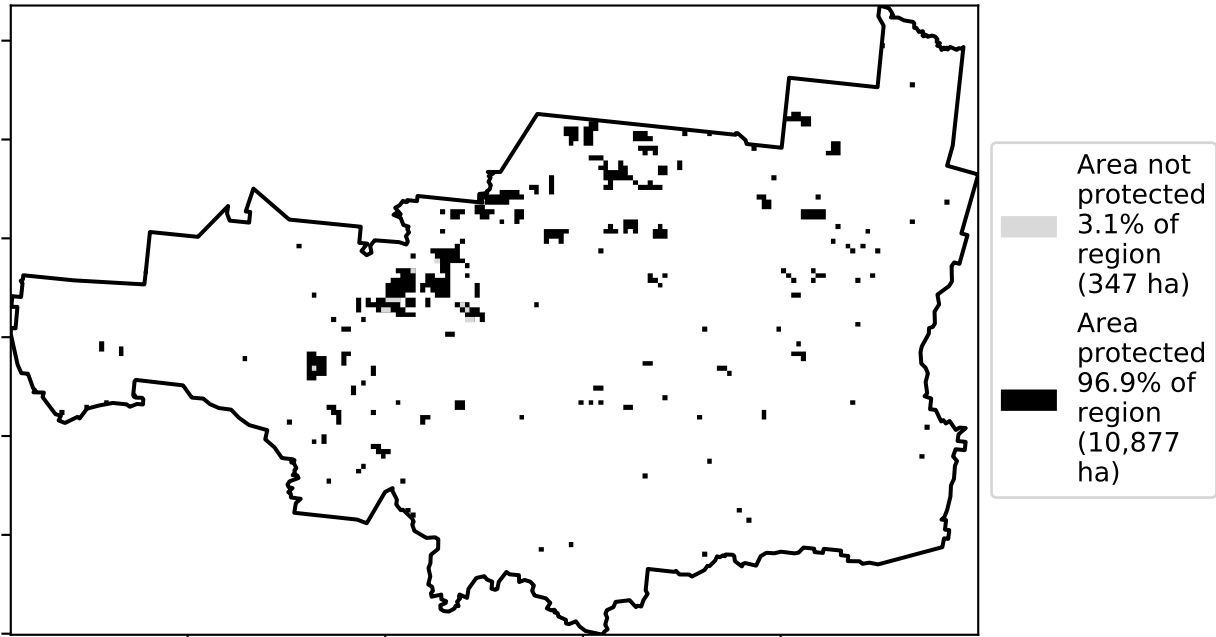 Area not
protected
3.1% of
region
(347 ha)
Area
protected
96.9% of
region
(10,877
ha)